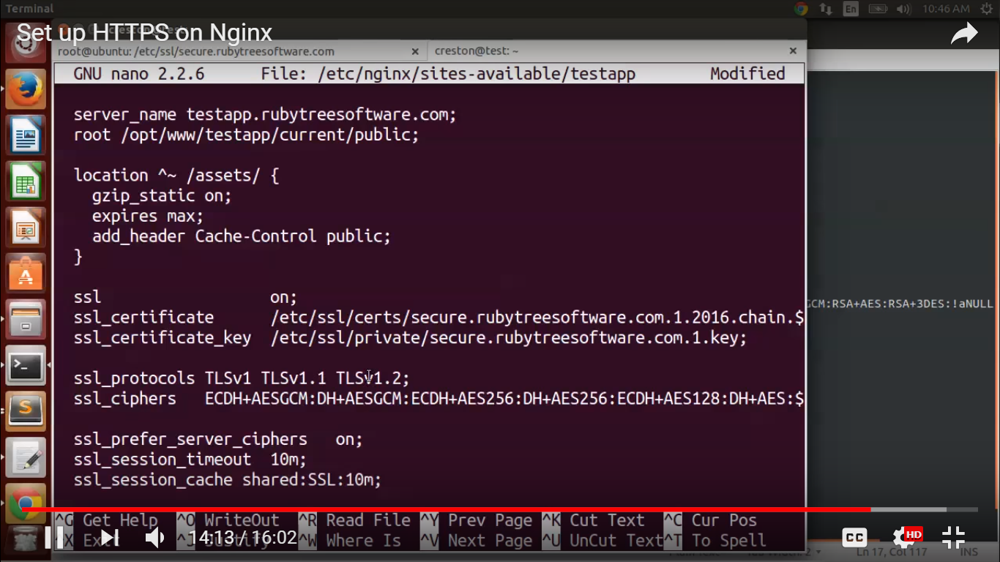 Terminal
En
10:46 AM
Set up HTTPS on Nginx
root@ubuntu: /etc/ssl/secure.rubytreesoftware.com × creston@test: ~ ×
GNU nano 2.2.6 File: /etc/nginx/sites-available/testapp Modified
server_name testapp.rubytreesoftware.com;
root /opt/www/testapp/current/public;
location ^~ /assets/ {
gzip_static on;
expires max;
add_header Cache-Control public;
}
ssl on;
ssl_certificate /etc/ssl/certs/secure.rubytreesoftware.com.1.2016.chain.$
ssl_certificate_key /etc/ssl/private/secure.rubytreesoftware.com.1.key;
ssl_protocols TLSv1 TLSv1.1 TLSv1.2;
ssl_ciphers ECDH+AESGCM:DH+AESGCM:ECDH+AES256:DH+AES256:ECDH+AES128:DH+AES:$
ssl_prefer_server_ciphers on;
ssl_session_timeout 10m;
ssl_session_cache shared:SSL:10m;
GCM:RSA+AES:RSA+3DES:!aNULL
^G Get Help ^O WriteOut ^R Read File ^Y Prev Page ^K Cut Text ^C Cur Pos
^X Exit ^J Justify ^W Where Is ^V Next Page ^U UnCut Text ^T To Spell
14:13 / 16:02
CC
HD
Ln 17, Col 117 INS